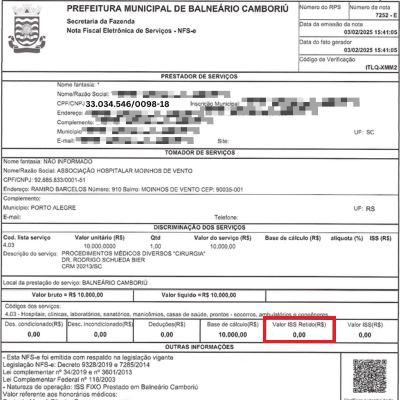 PREFEITURA MUNICIPAL DE BALNEÁRIO CAMBORIÚ
Secretaria da Fazenda
Nota Fiscal Eletrônica de Serviços - NFS-e
Número do RPS
Número da nota
7252 - E
Data da emissão da nota
03/02/2025 15:41:05
Data do fato gerador
03/02/2025 15:41:05
Código de Verificação
ITLQ-XMM2
PRESTADOR DE SERVIÇOS
Nome fantasia: *
Nome/Razão Social:
CPF/CNPJ 33.034.546/0098-18 Inscrição Municipal
Endereço:
Complemento:
Município UF: SC
E-mail: Site:
TOMADOR DE SERVIÇOS
Nome fantasia: NÃO INFORMADO
Nome/Razão Social: ASSOCIAÇÃO HOSPITALAR MOINHOS DE VENTO
CPF/CNPJ: 92.685.833/0001-51
Endereço: RAMIRO BARCELOS Número: 910 Bairro: MOINHOS DE VENTO CEP: 90035-001
Complemento:
Município: PORTO ALEGRE UF: RS
E-mail: Telefone:
DISCRIMINAÇÃO DOS SERVIÇOS
Cod. lista serviço Valor unitário (R$) Qtd Valor do serviço (R$) Base de cálculo (R$) alíquota (%) ISS (R$)
4.03 10.000,0000 1,00 10.000,00
Descrição do serviço: PROCEDIMENTOS MÉDICOS DIVERSOS "CIRURGIA"
DR. RODRIGO SCHUEDA BIER
CRM 20213/SC
Local da prestação de serviço: BALNEÁRIO CAMBORIÚ
Valor bruto = R$ 10.000,00 Valor líquido = R$ 10.000,00
Códigos dos serviços:
4.03 - Hospitais, clínicas, laboratórios, sanatórios, manicômios, casas de saúde, prontos - socorros, ambulatórios e congêneres
Des. condicionado(R$) Desc. incondicionado(R$) Deduções(R$) Base de cálculo(R$) Valor ISS Retido(R$) Valor ISS(R$)
0,00 0,00 0,00 10.000,00 0,00 0,00
OUTRAS INFORMAÇÕES
* Esta NFS-e foi emitida com respaldo na legislação vigente
Lei NFS-e: Decreto 9328/2019 e 7285/2014
Lei complementar nº 34/2019 e nº 3601/2013
Lei Complementar Federal nº 116/2003
- Natureza de operação: ISS FIXO Prestado em Balneário Camboriú
Valor referente aos honorários médicos: